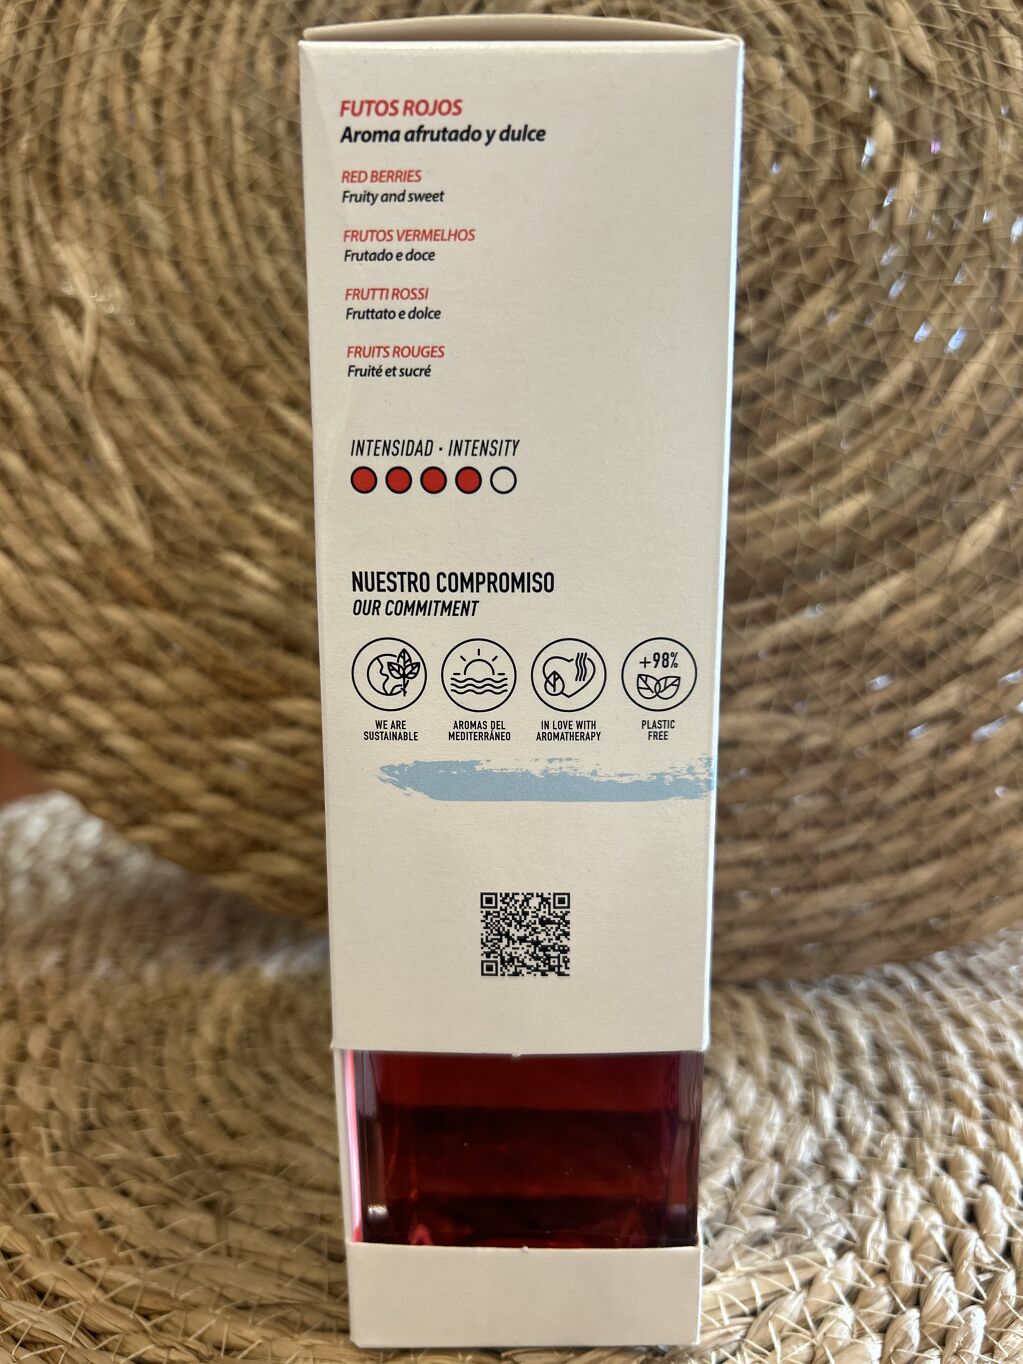 FUTOS ROJOS
Aroma afrutado y dulce
RED BERRIES
Fruity and sweet
FRUTOS VERMELHOS
Frutado e doce
FRUTTI ROSSI
Fruttato e dolce
FRUITS ROUGES
Fruité et sucré
INTENSIDAD · INTENSITY
NUESTRO COMPROMISO
OUR COMMITMENT
+98%
WE ARE
SUSTAINABLE
AROMAS DEL
MEDITERRÁNEO
IN LOVE WITH
AROMATHERAPY
PLASTIC
FREE